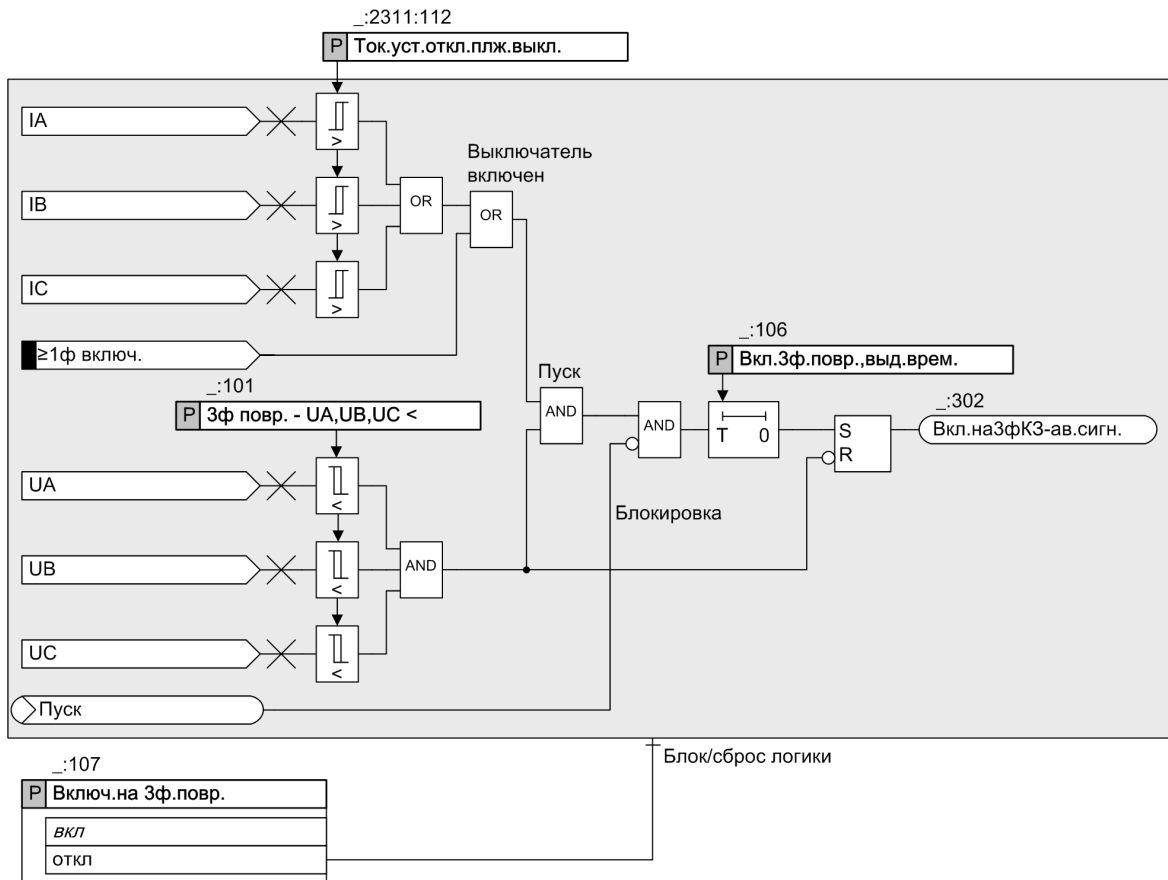 _:2311:112
P Ток.уст.откл.плж.выкл.
IA
>
IB
>
IC
>
OR
Выключатель
включен
OR
≥1ф включ.
_:101
P 3ф повр. - UA,UB,UC <
UA
<
UB
<
UC
<
AND
Пуск
AND
AND
Блокировка
_:106
P Вкл.3ф.повр.,выд.врем.
T 0
S
R
_:302
Вкл.на3фКЗ-ав.сигн.
Пуск
Блок/сброс логики
_:107
P Включ.на 3ф.повр.
вкл
откл